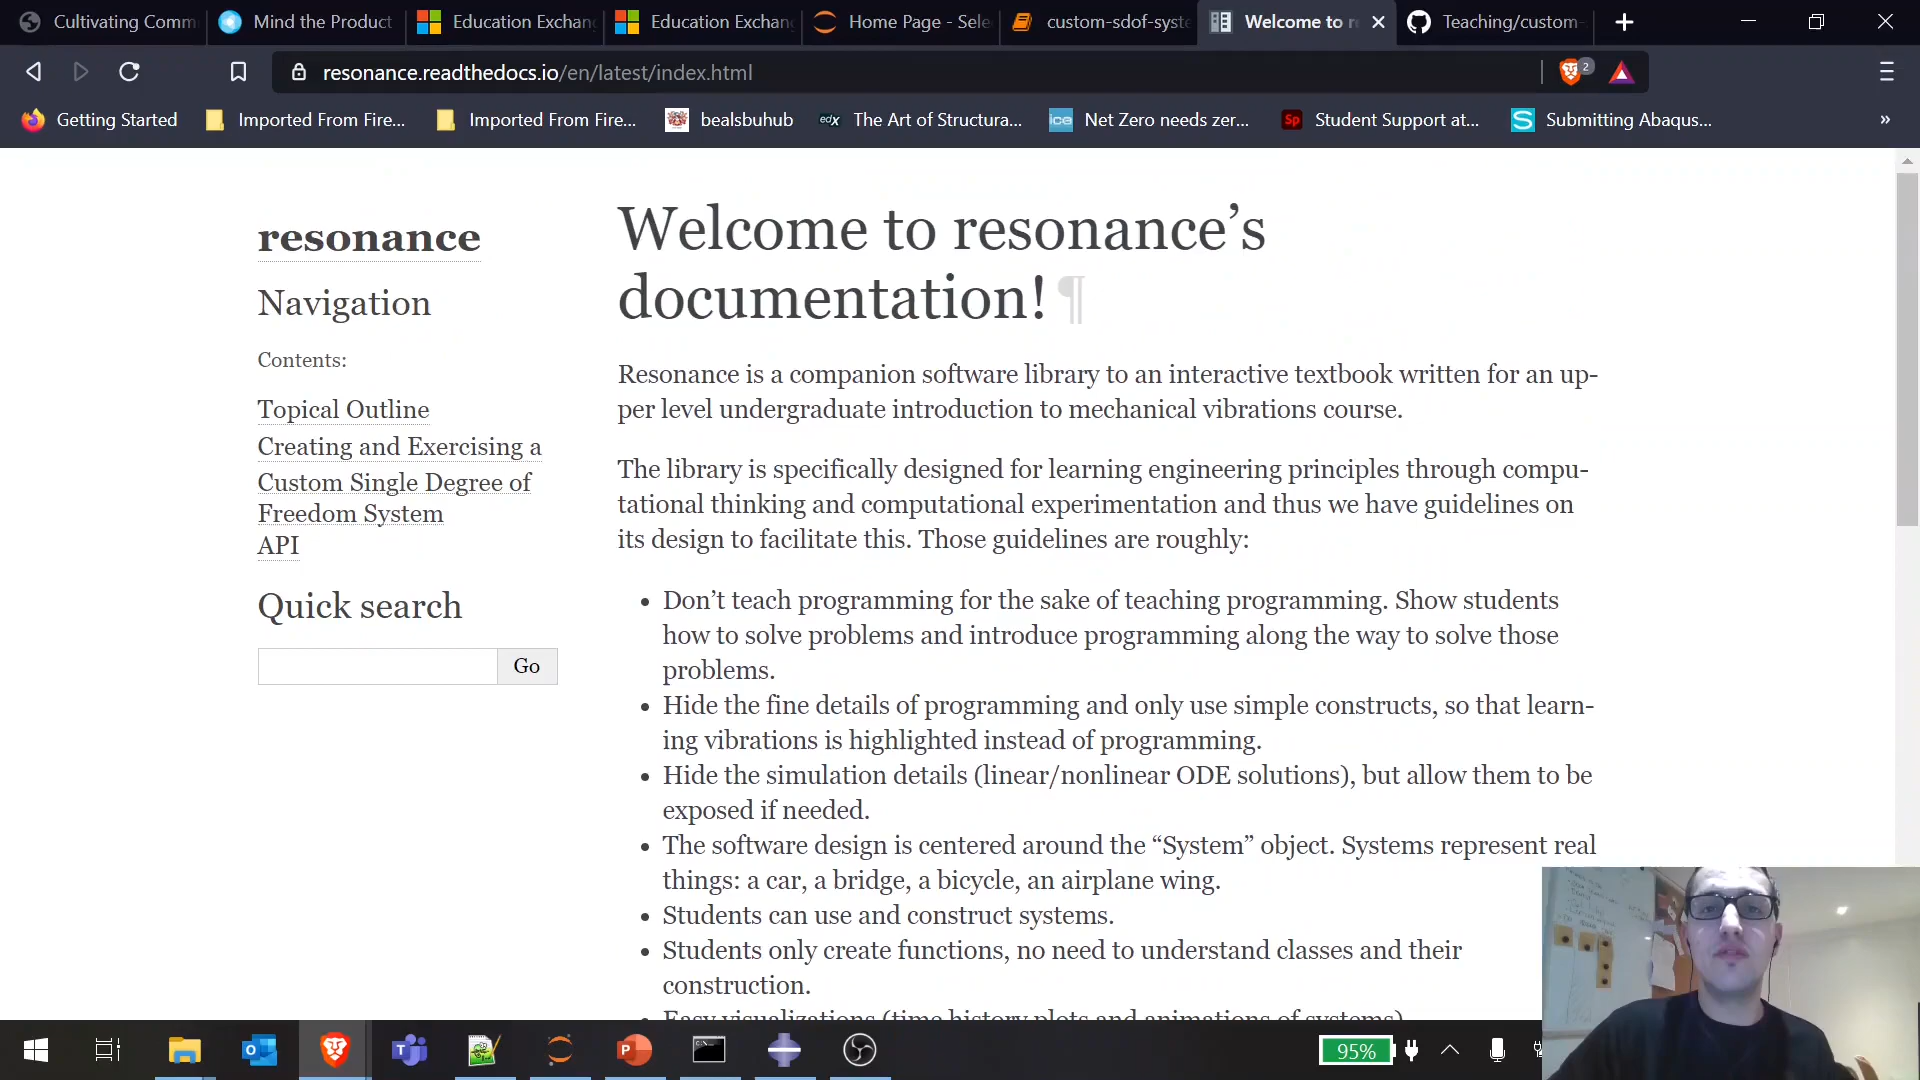 Cultivating Comm
Mind the Product
Education Exchan
Education Exchan
Home Page - Sele
custom-sdof-syste
Welcome to r
Teaching/custom-
resonance.readthedocs.io/en/latest/index.html
2
Getting Started
Imported From Fire...
Imported From Fire...
bealsbuhub
edx
The Art of Structura...
ice
Net Zero needs zer...
Sp
Student Support at...
S
Submitting Abaqus...
»
resonance
Navigation
Contents:
Topical Outline
Creating and Exercising a
Custom Single Degree of
Freedom System
API
Quick search
Go
Welcome to resonance’s
documentation! ¶
Resonance is a companion software library to an interactive textbook written for an up-
per level undergraduate introduction to mechanical vibrations course.
The library is specifically designed for learning engineering principles through compu-
tational thinking and computational experimentation and thus we have guidelines on
its design to facilitate this. Those guidelines are roughly:
• Don’t teach programming for the sake of teaching programming. Show students
how to solve problems and introduce programming along the way to solve those
problems.
• Hide the fine details of programming and only use simple constructs, so that learn-
ing vibrations is highlighted instead of programming.
• Hide the simulation details (linear/nonlinear ODE solutions), but allow them to be
exposed if needed.
• The software design is centered around the “System” object. Systems represent real
things: a car, a bridge, a bicycle, an airplane wing.
• Students can use and construct systems.
• Students only create functions, no need to understand classes and their
construction.
• Easy visualizations (time history plots and animations of systems)
95%